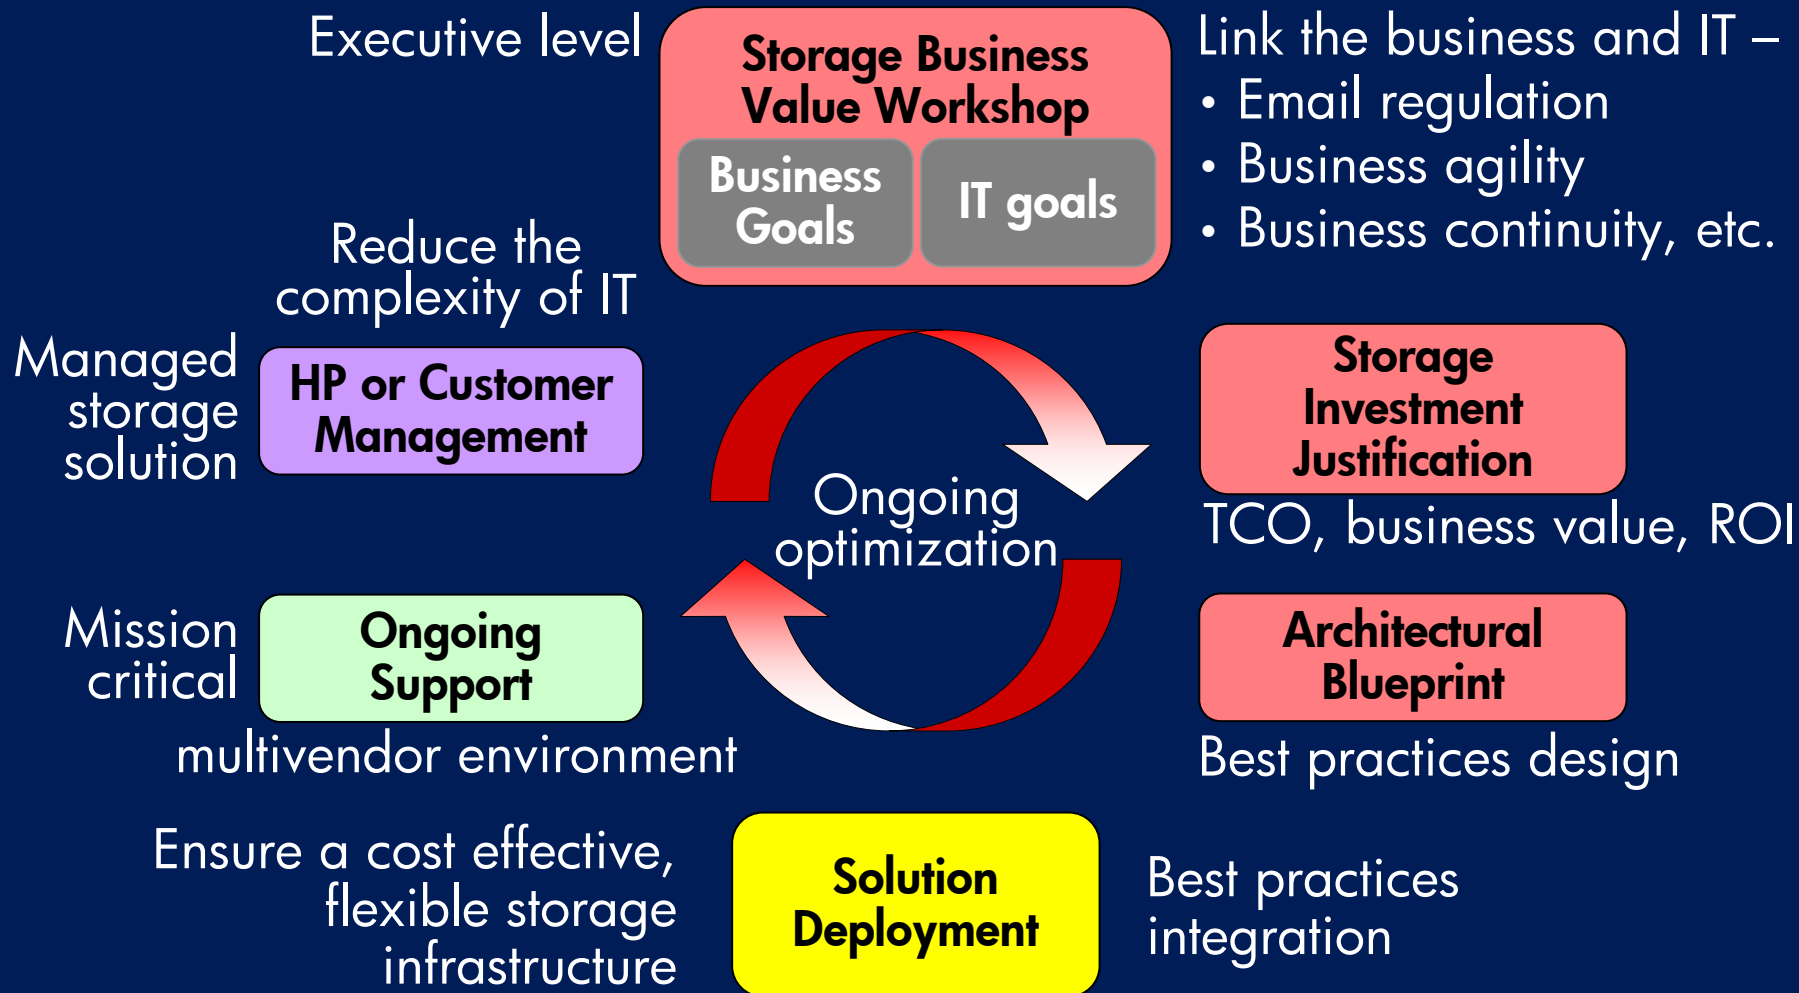 Executive level
Storage Business
Value Workshop
Business
Goals
IT goals
Link the business and IT –
• Email regulation
• Business agility
• Business continuity, etc.
Reduce the
complexity of IT
Managed
storage
solution
HP or Customer
Management
Storage
Investment
Justification
TCO, business value, ROI
Ongoing
optimization
Mission
critical
Ongoing
Support
multivendor environment
Architectural
Blueprint
Best practices design
Ensure a cost effective,
flexible storage
infrastructure
Solution
Deployment
Best practices
integration